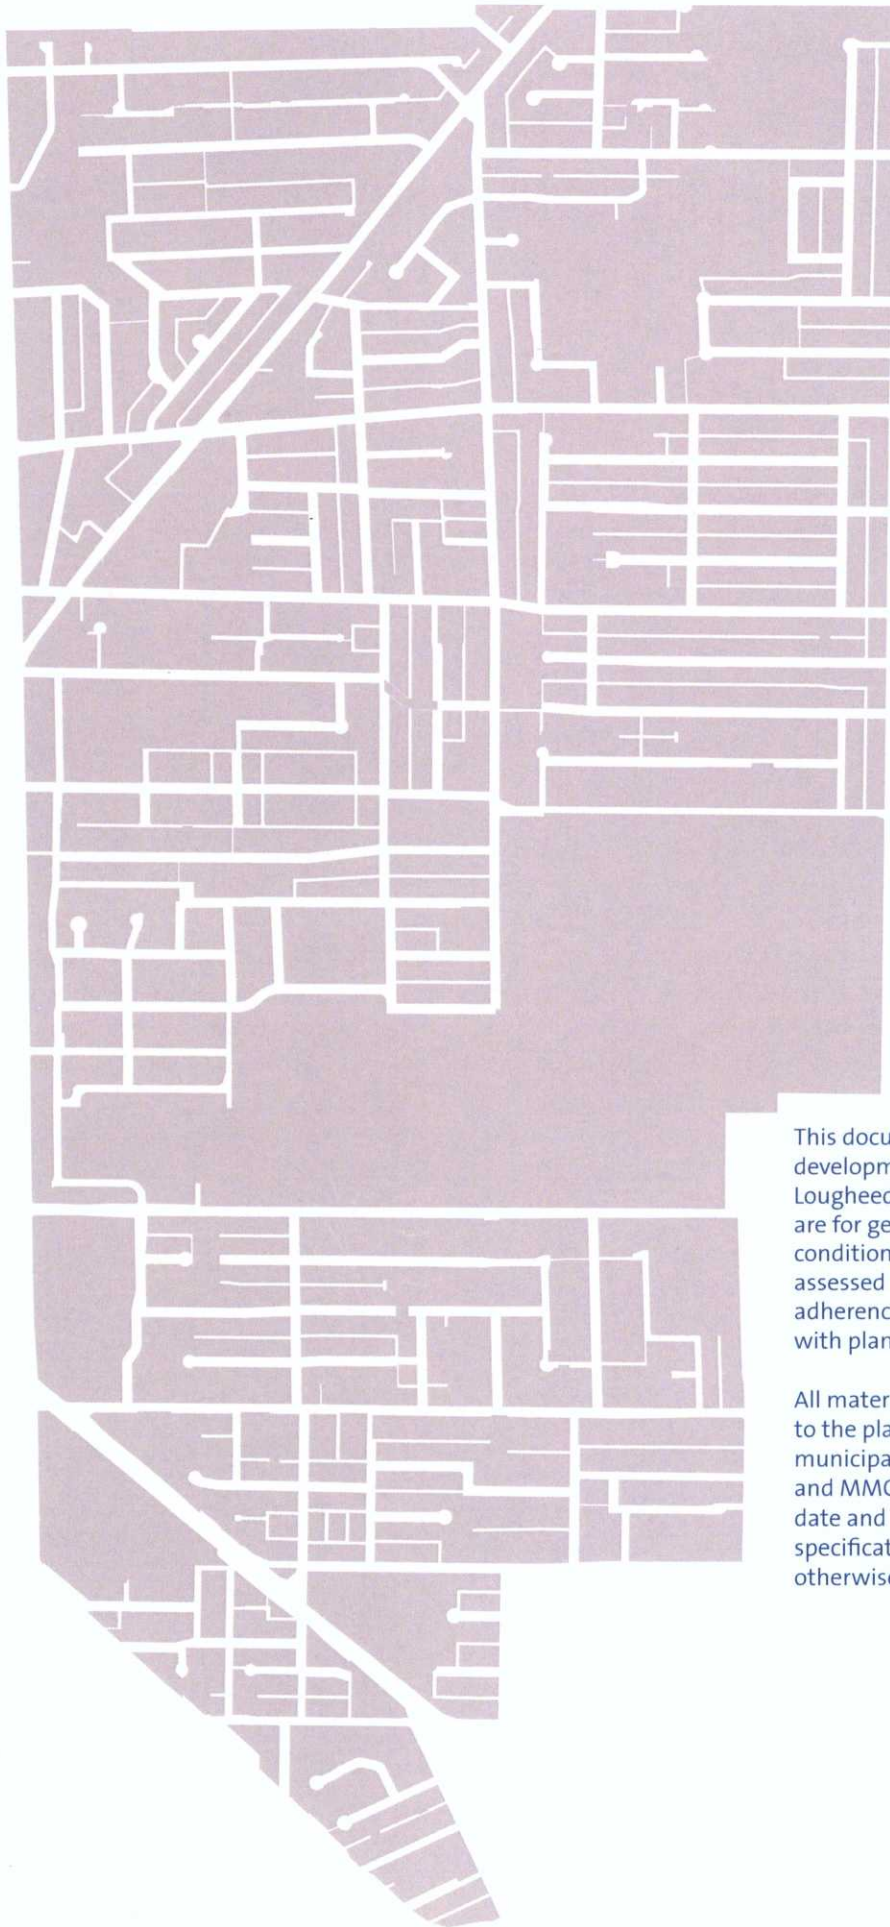 This docu
developm
Lougheed
are for ge
condition
assessed
adherenc
with plan
All mater
to the pla
municipa
and MMC
date and
specificat
otherwise